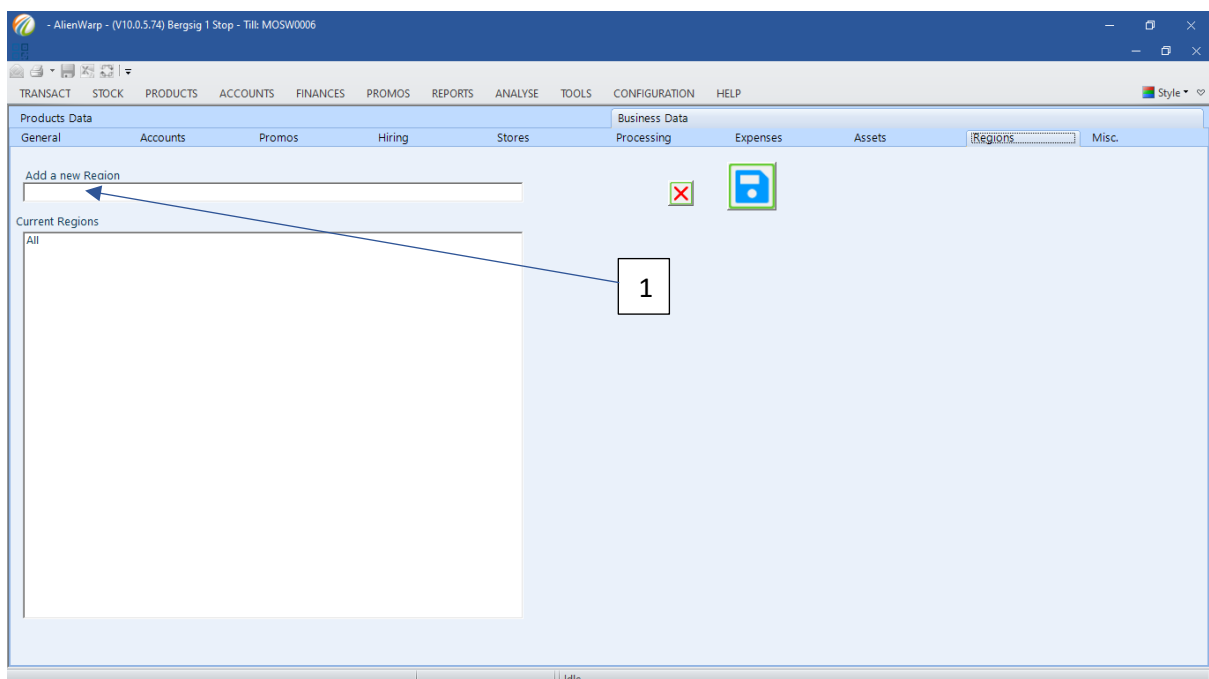 - AlienWarp - (V10.0.5.74) Bergsig 1 Stop - Till: MOSW0006
TRANSACT STOCK PRODUCTS ACCOUNTS FINANCES PROMOS REPORTS ANALYSE TOOLS CONFIGURATION HELP Style
Products Data Business Data
General Accounts Promos Hiring Stores Processing Expenses Assets Regions Misc.
Add a new Region
Current Regions
All
1
Idle